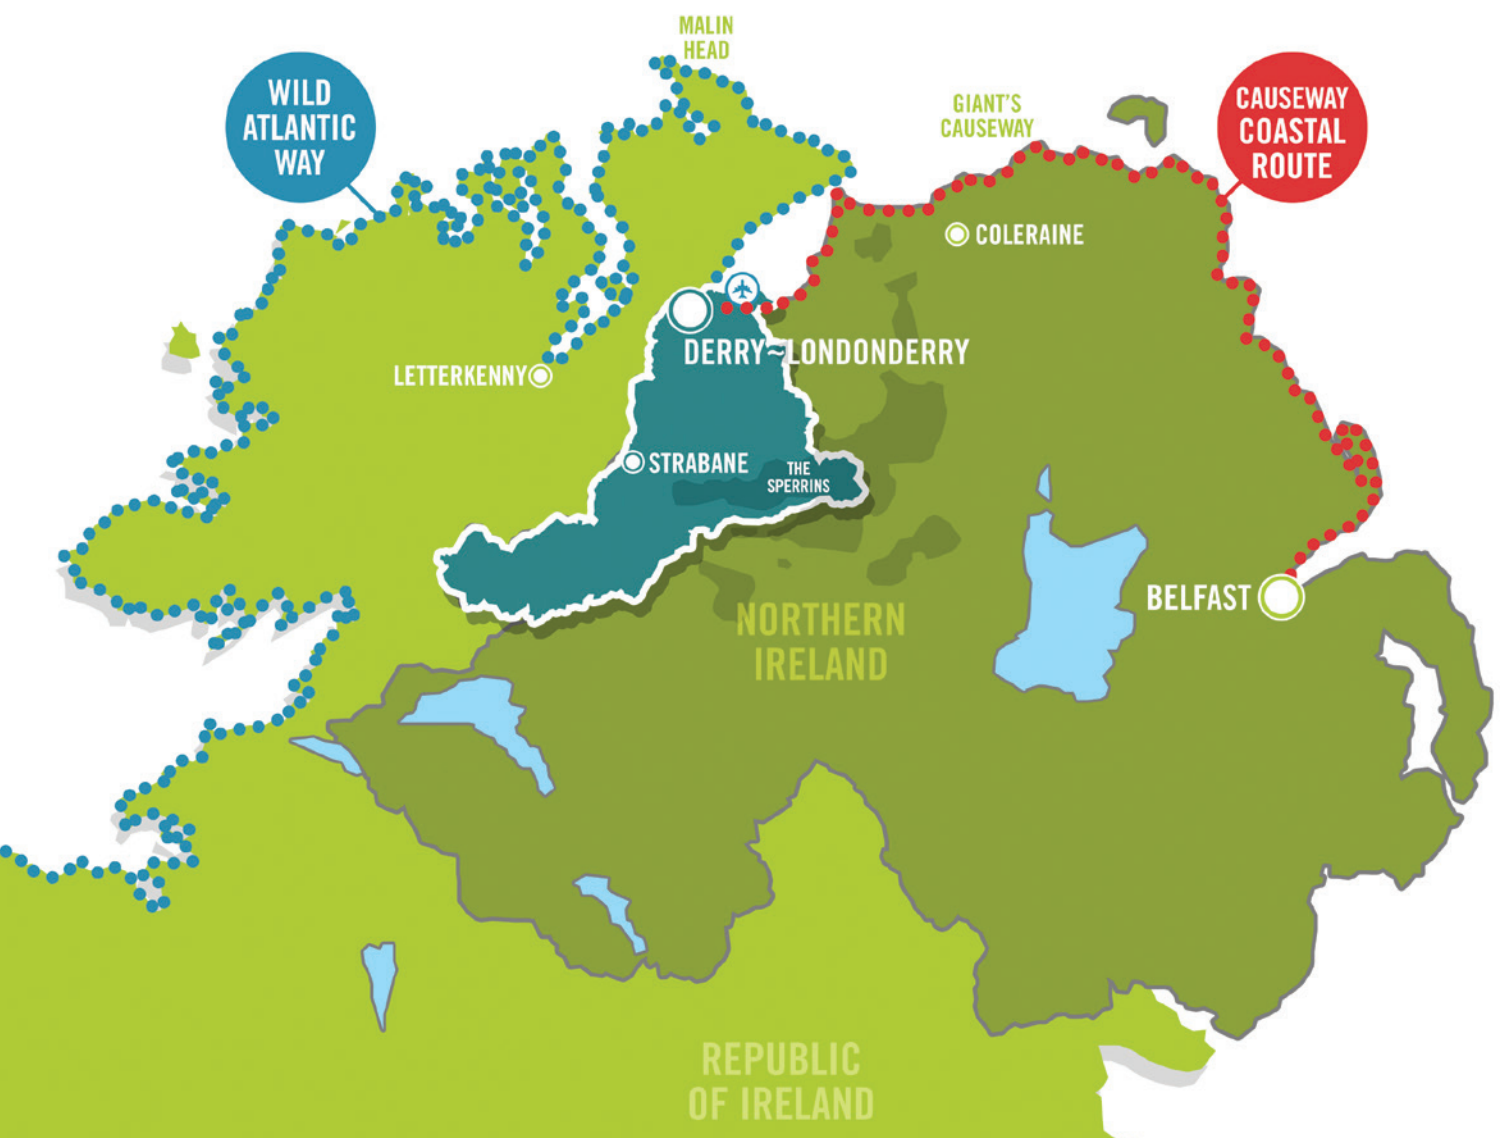 MALIN
HEAD
WILD
ATLANTIC
WAY
GIANT'S
CAUSEWAY
CAUSEWAY
COASTAL
ROUTE
COLERAINE
DERRY~LONDONDERRY
LETTERKENNY
STRABANE
THE
SPERRINS
BELFAST
NORTHERN
IRELAND
REPUBLIC
OF IRELAND